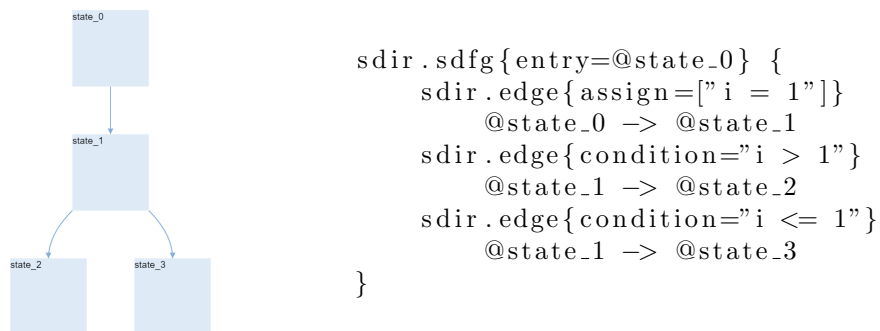 state_0
state_1
state_2
state_3
sdir.sdfg{entry=@state_0} {
    sdir.edge{assign=["i = 1"]}
        @state_0 -> @state_1
    sdir.edge{condition="i > 1"}
        @state_1 -> @state_2
    sdir.edge{condition="i <= 1"}
        @state_1 -> @state_3
}